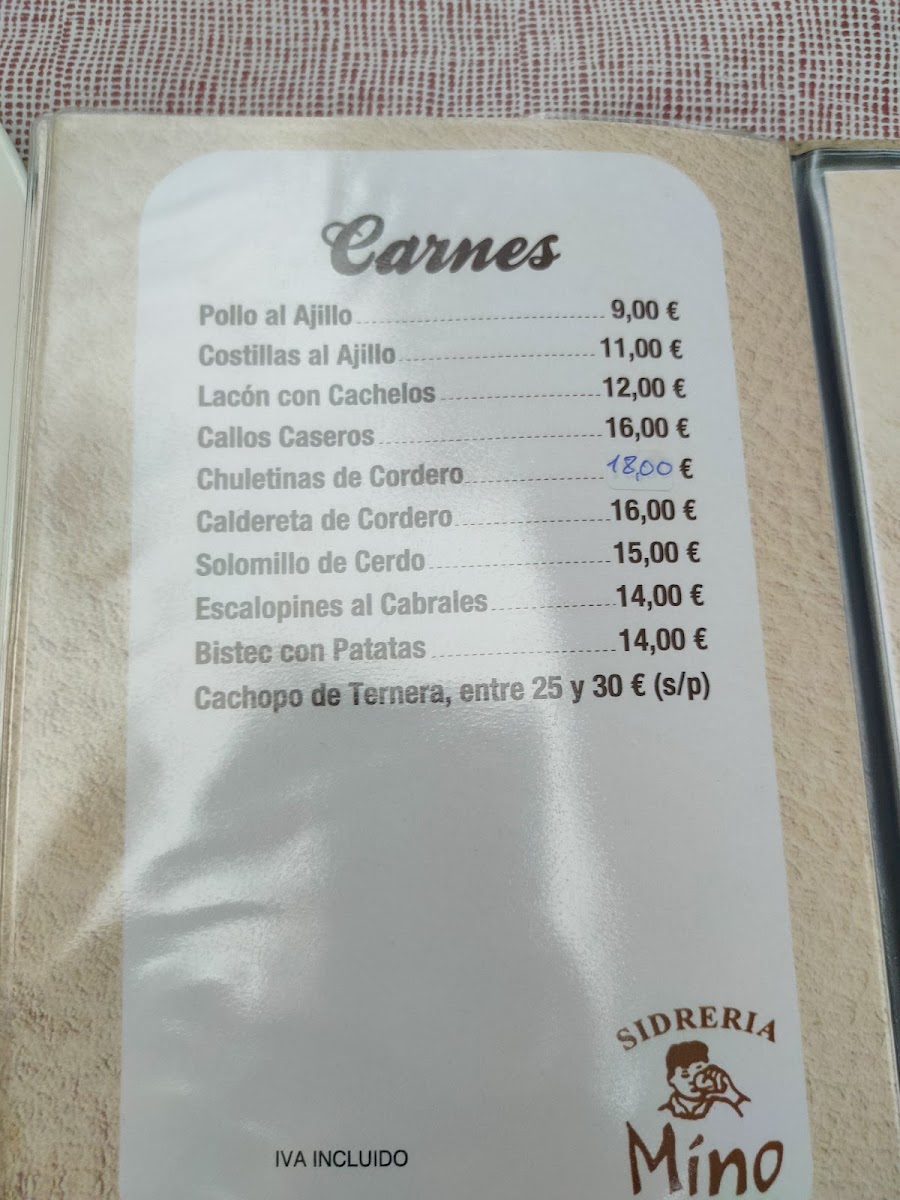 Carnes
Pollo al Ajillo 9,00 €
Costillas al Ajillo 11,00 €
Lacón con Cachelos 12,00 €
Callos Caseros 16,00 €
Chuletinas de Cordero 18,00 €
Caldereta de Cordero 16,00 €
Solomillo de Cerdo 15,00 €
Escalopines al Cabrales 14,00 €
Bistec con Patatas 14,00 €
Cachopo de Ternera, entre 25 y 30 € (s/p)
SIDRERIA
Míno
IVA INCLUIDO